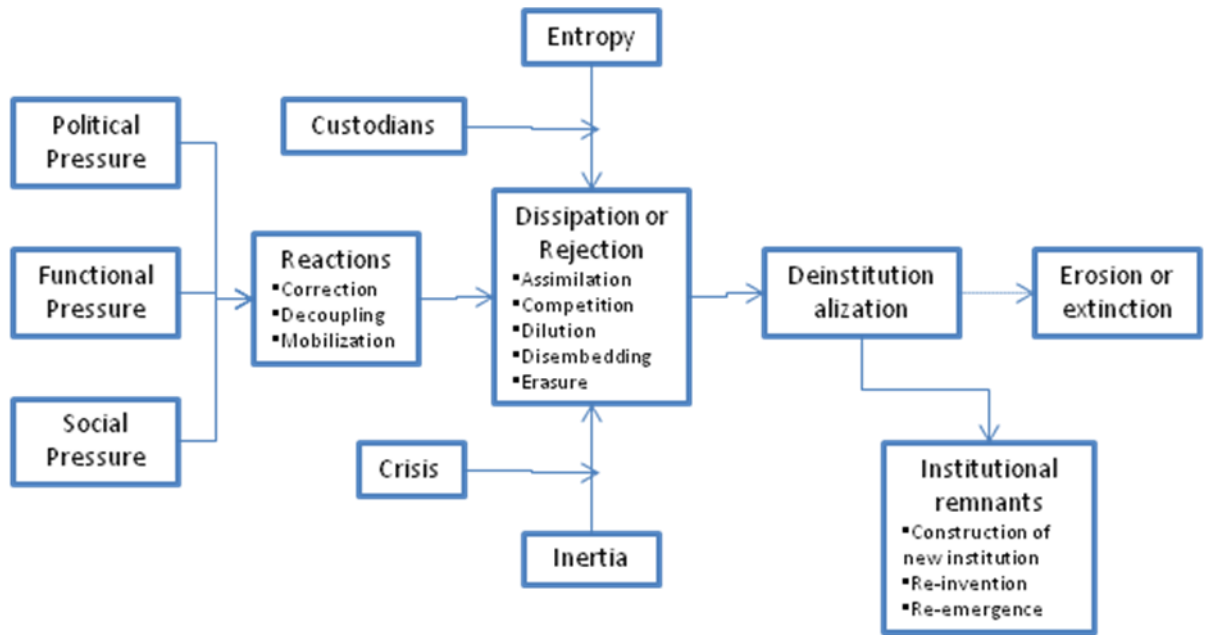 Entropy
Custodians
Political
Pressure
Functional
Pressure
Social
Pressure
Reactions
▪Correction
▪Decoupling
▪Mobilization
Dissipation or
Rejection
▪Assimilation
▪Competition
▪Dilution
▪Disembedding
▪Erasure
Crisis
Inertia
Deinstitution
alization
Erosion or
extinction
Institutional
remnants
▪Construction of
new institution
▪Re-invention
▪Re-emergence